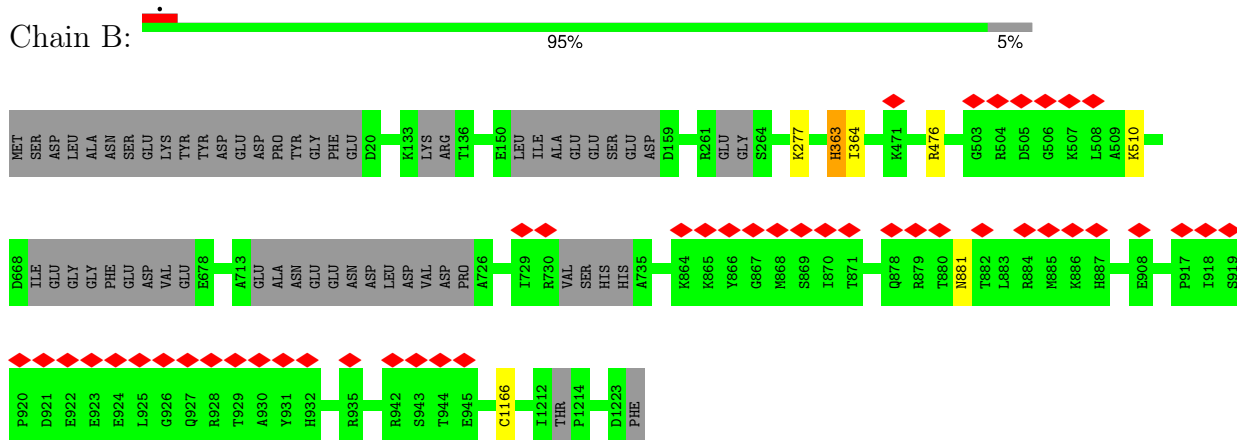 Chain B:
95% 5%
MET SER ASP LEU ALA ASN SER GLU LYS TYR TYR ASP GLU ASP PRO TYR GLY PHE GLU D20 K133 LYS ARG T136 E150 LEU ILE ALA GLU GLU SER GLU ASP D159 R261 GLU GLY S264 K277 H363 I364 K471 R476 G503 R504 D505 G506 K507 L508 A509 K510
D668 ILE GLU GLY GLY PHE GLU ASP VAL GLU E678 A713 GLU ALA ASN GLU GLU ASN ASP LEU ASP VAL ASP PRO A726 I729 R730 VAL SER HIS HIS A735 K864 K865 Y866 G867 M868 S869 I870 T871 Q878 R879 T880 N881 T882 L883 R884 M885 K886 H887 E908 P917 I918 S919
P920 D921 E922 E923 E924 L925 G926 Q927 R928 T929 A930 Y931 H932 R935 R942 S943 T944 E945 C1166 I1212 THR P1214 D1223 PHE